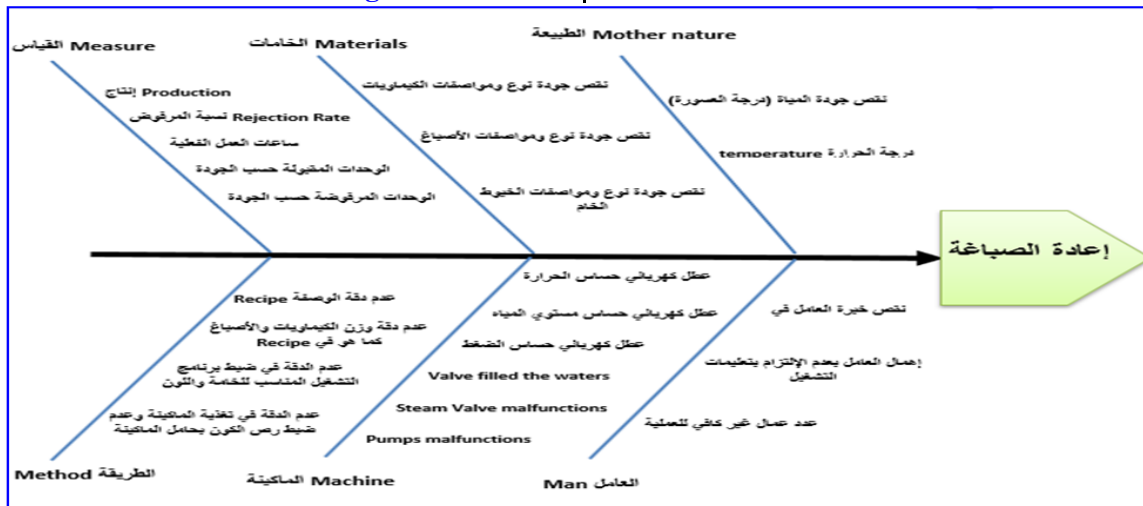 الطبيعة Mother nature
الخامات Materials
القياس Measure
نقص جودة المياة (درجة العسورة)
درجة الحرارة temperature
نقص جودة نوع ومواصفات الكيماويات
نقص جودة نوع ومواصفات الأصباغ
نقص جودة نوع ومواصفات الخيوط
الخام
إنتاج Production
نسبة المرفوض Rejection Rate
ساعات العمل الفعلية
الوحدات المقبولة حسب الجودة
الوحدات المرفوضة حسب الجودة
إعادة الصباغة
نقص خبرة العامل في
إهمال العامل بعدم الإلتزام بتعليمات
التشغيل
عدد عمال غير كافي للعملية
العامل Man
عطل كهربائي حساس الحرارة
عطل كهربائي حساس مستوي المياه
عطل كهربائي حساس الضغط
Valve filled the waters
Steam Valve malfunctions
Pumps malfunctions
الماكينة Machine
عدم دقة الوصفة Recipe
عدم دقة وزن الكيماويات والأصباغ
كما هو في Recipe
عدم الدقة في ضبط برنامج
التشغيل المناسب للخامة واللون
عدم الدقة في تغذية الماكينة وعدم
ضبط رص الكون بحامل الماكينة
الطريقة Method